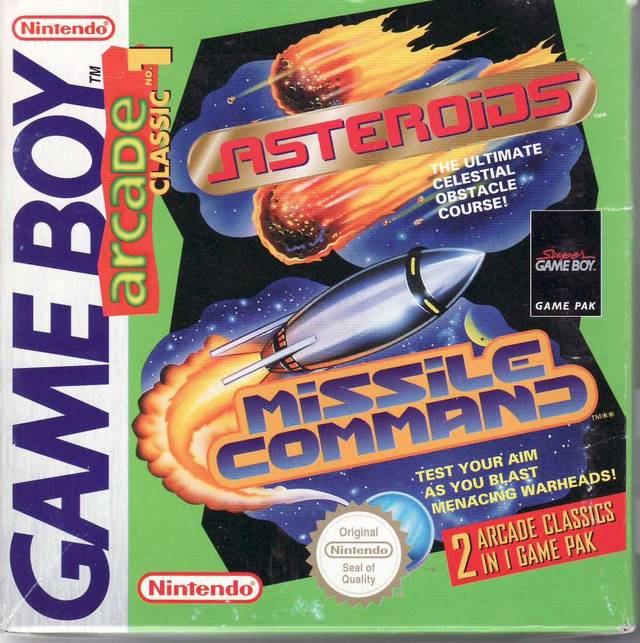 Nintendo®
GAME BOY
TM
arcade
CLASSIC NO. 1
ASTEROiDS
TM®
THE ULTIMATE
CELESTIAL
OBSTACLE
COURSE!
Super
GAME BOY
GAME PAK
MiSSiLE
COMMAND
TM**
TEST YOUR AIM
AS YOU BLAST
MENACING WARHEADS!
2 ARCADE CLASSICS
IN 1 GAME PAK
Original
Nintendo
Seal of
Quality
Nintendo®